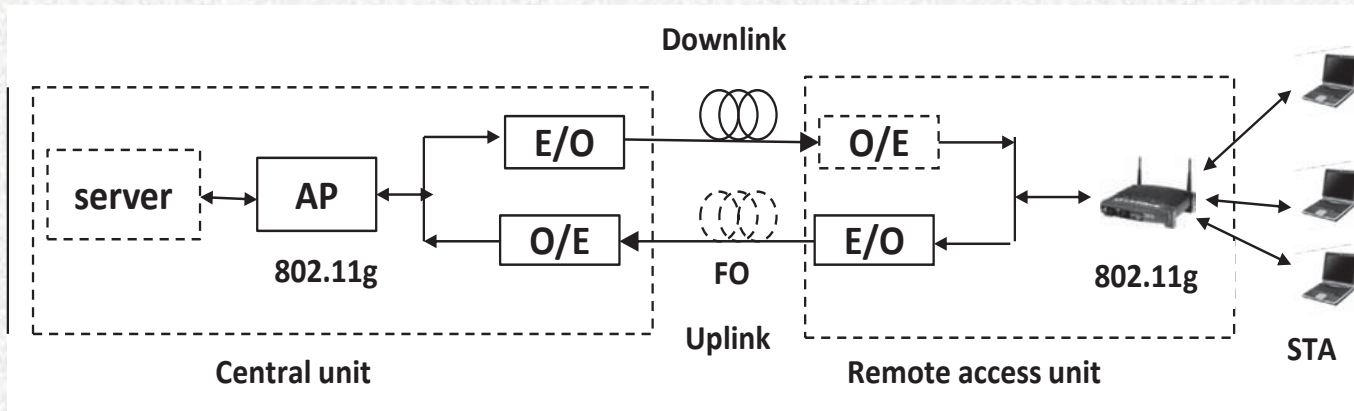 Downlink
E/O
O/E
server
AP
O/E
E/O
802.11g
FO
802.11g
Uplink
STA
Central unit
Remote access unit